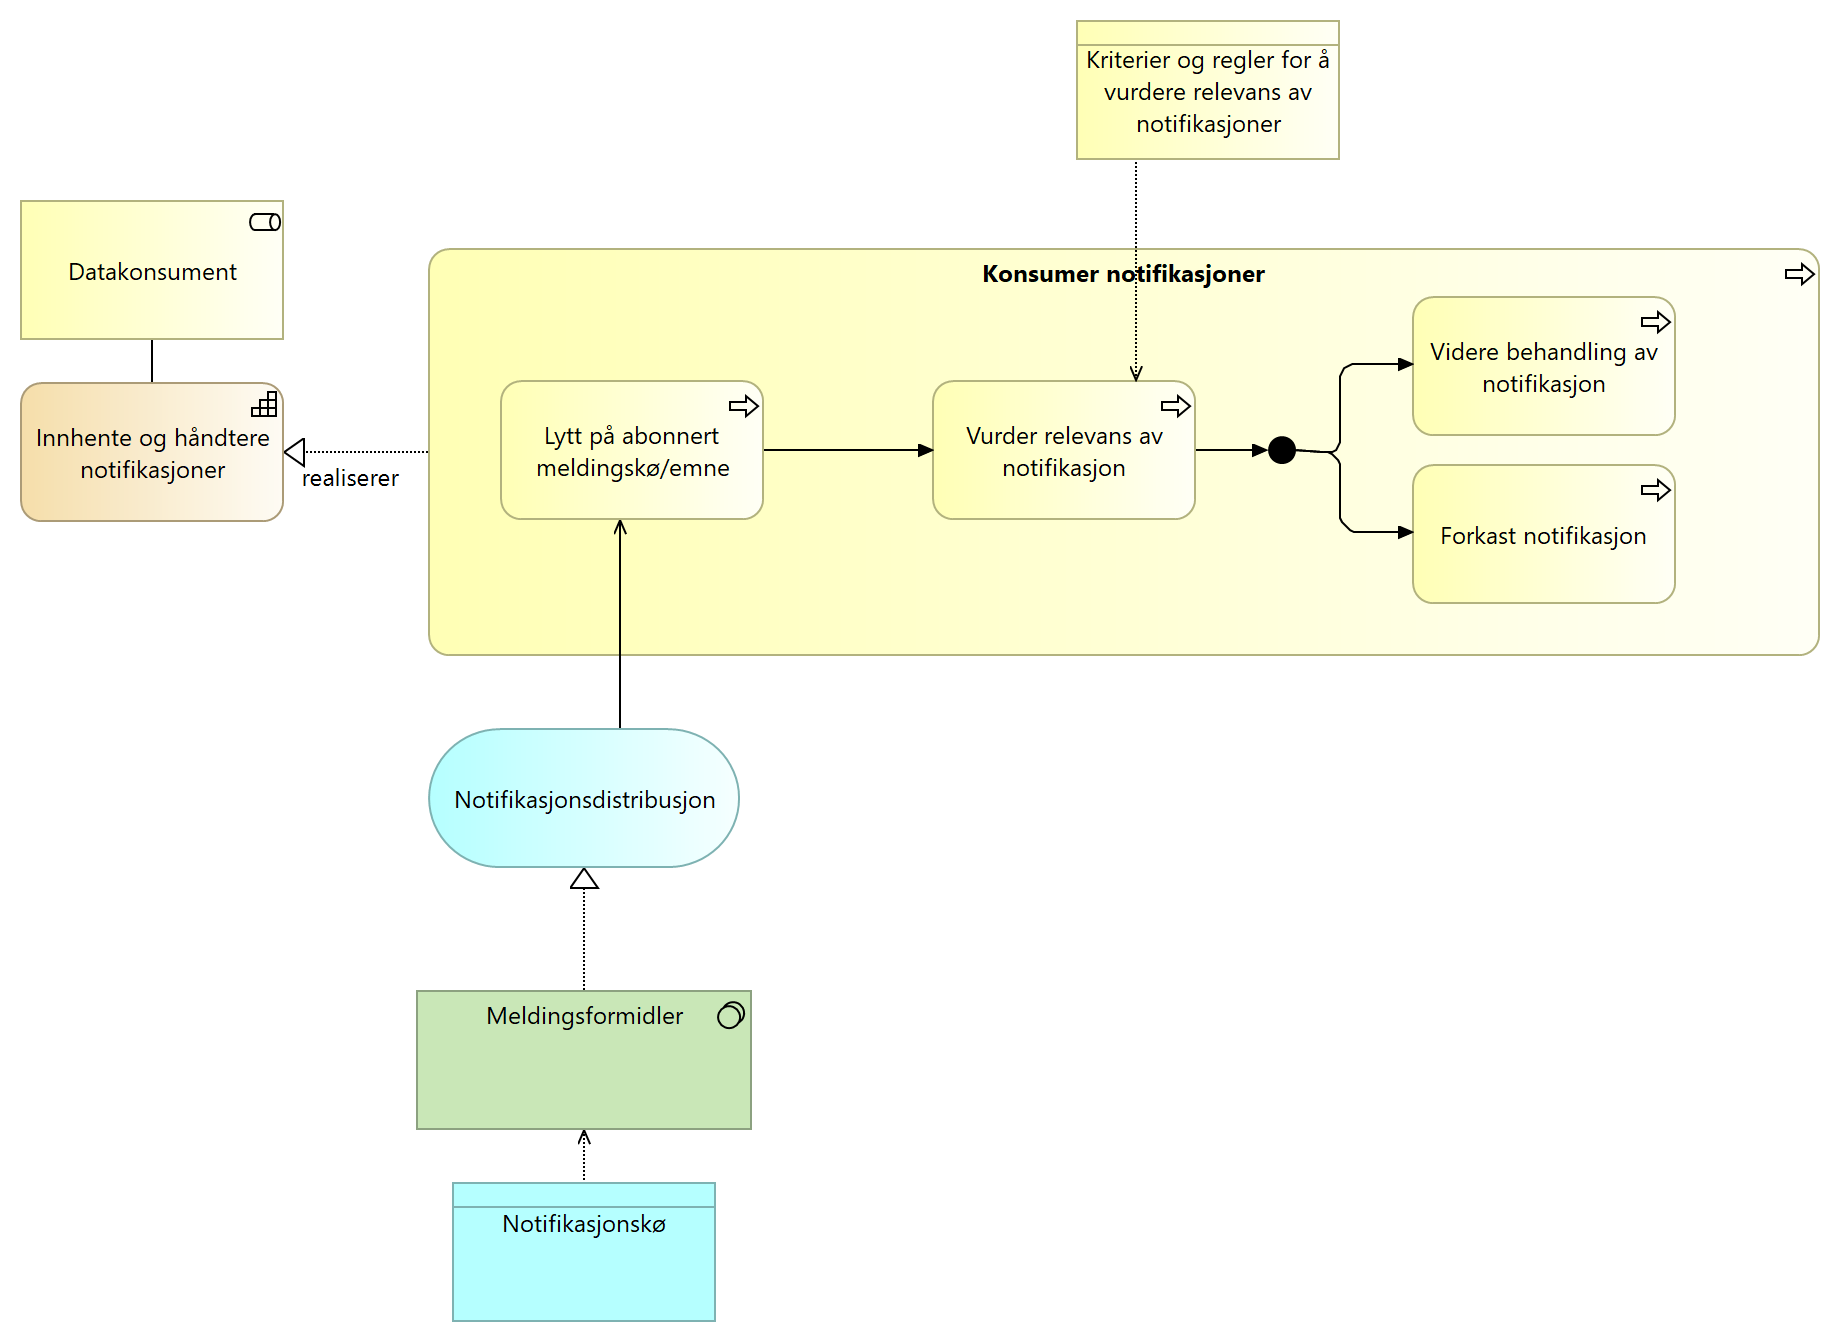 Kriterier og regler for å
vurdere relevans av
notifikasjoner
Datakonsument
Konsumer notifikasjoner
Innhente og håndtere
notifikasjoner
realiserer
Lytt på abonnert
meldingskø/emne
Vurder relevans av
notifikasjon
Videre behandling av
notifikasjon
Forkast notifikasjon
Notifikasjonsdistribusjon
Meldingsformidler
Notifikasjonskø